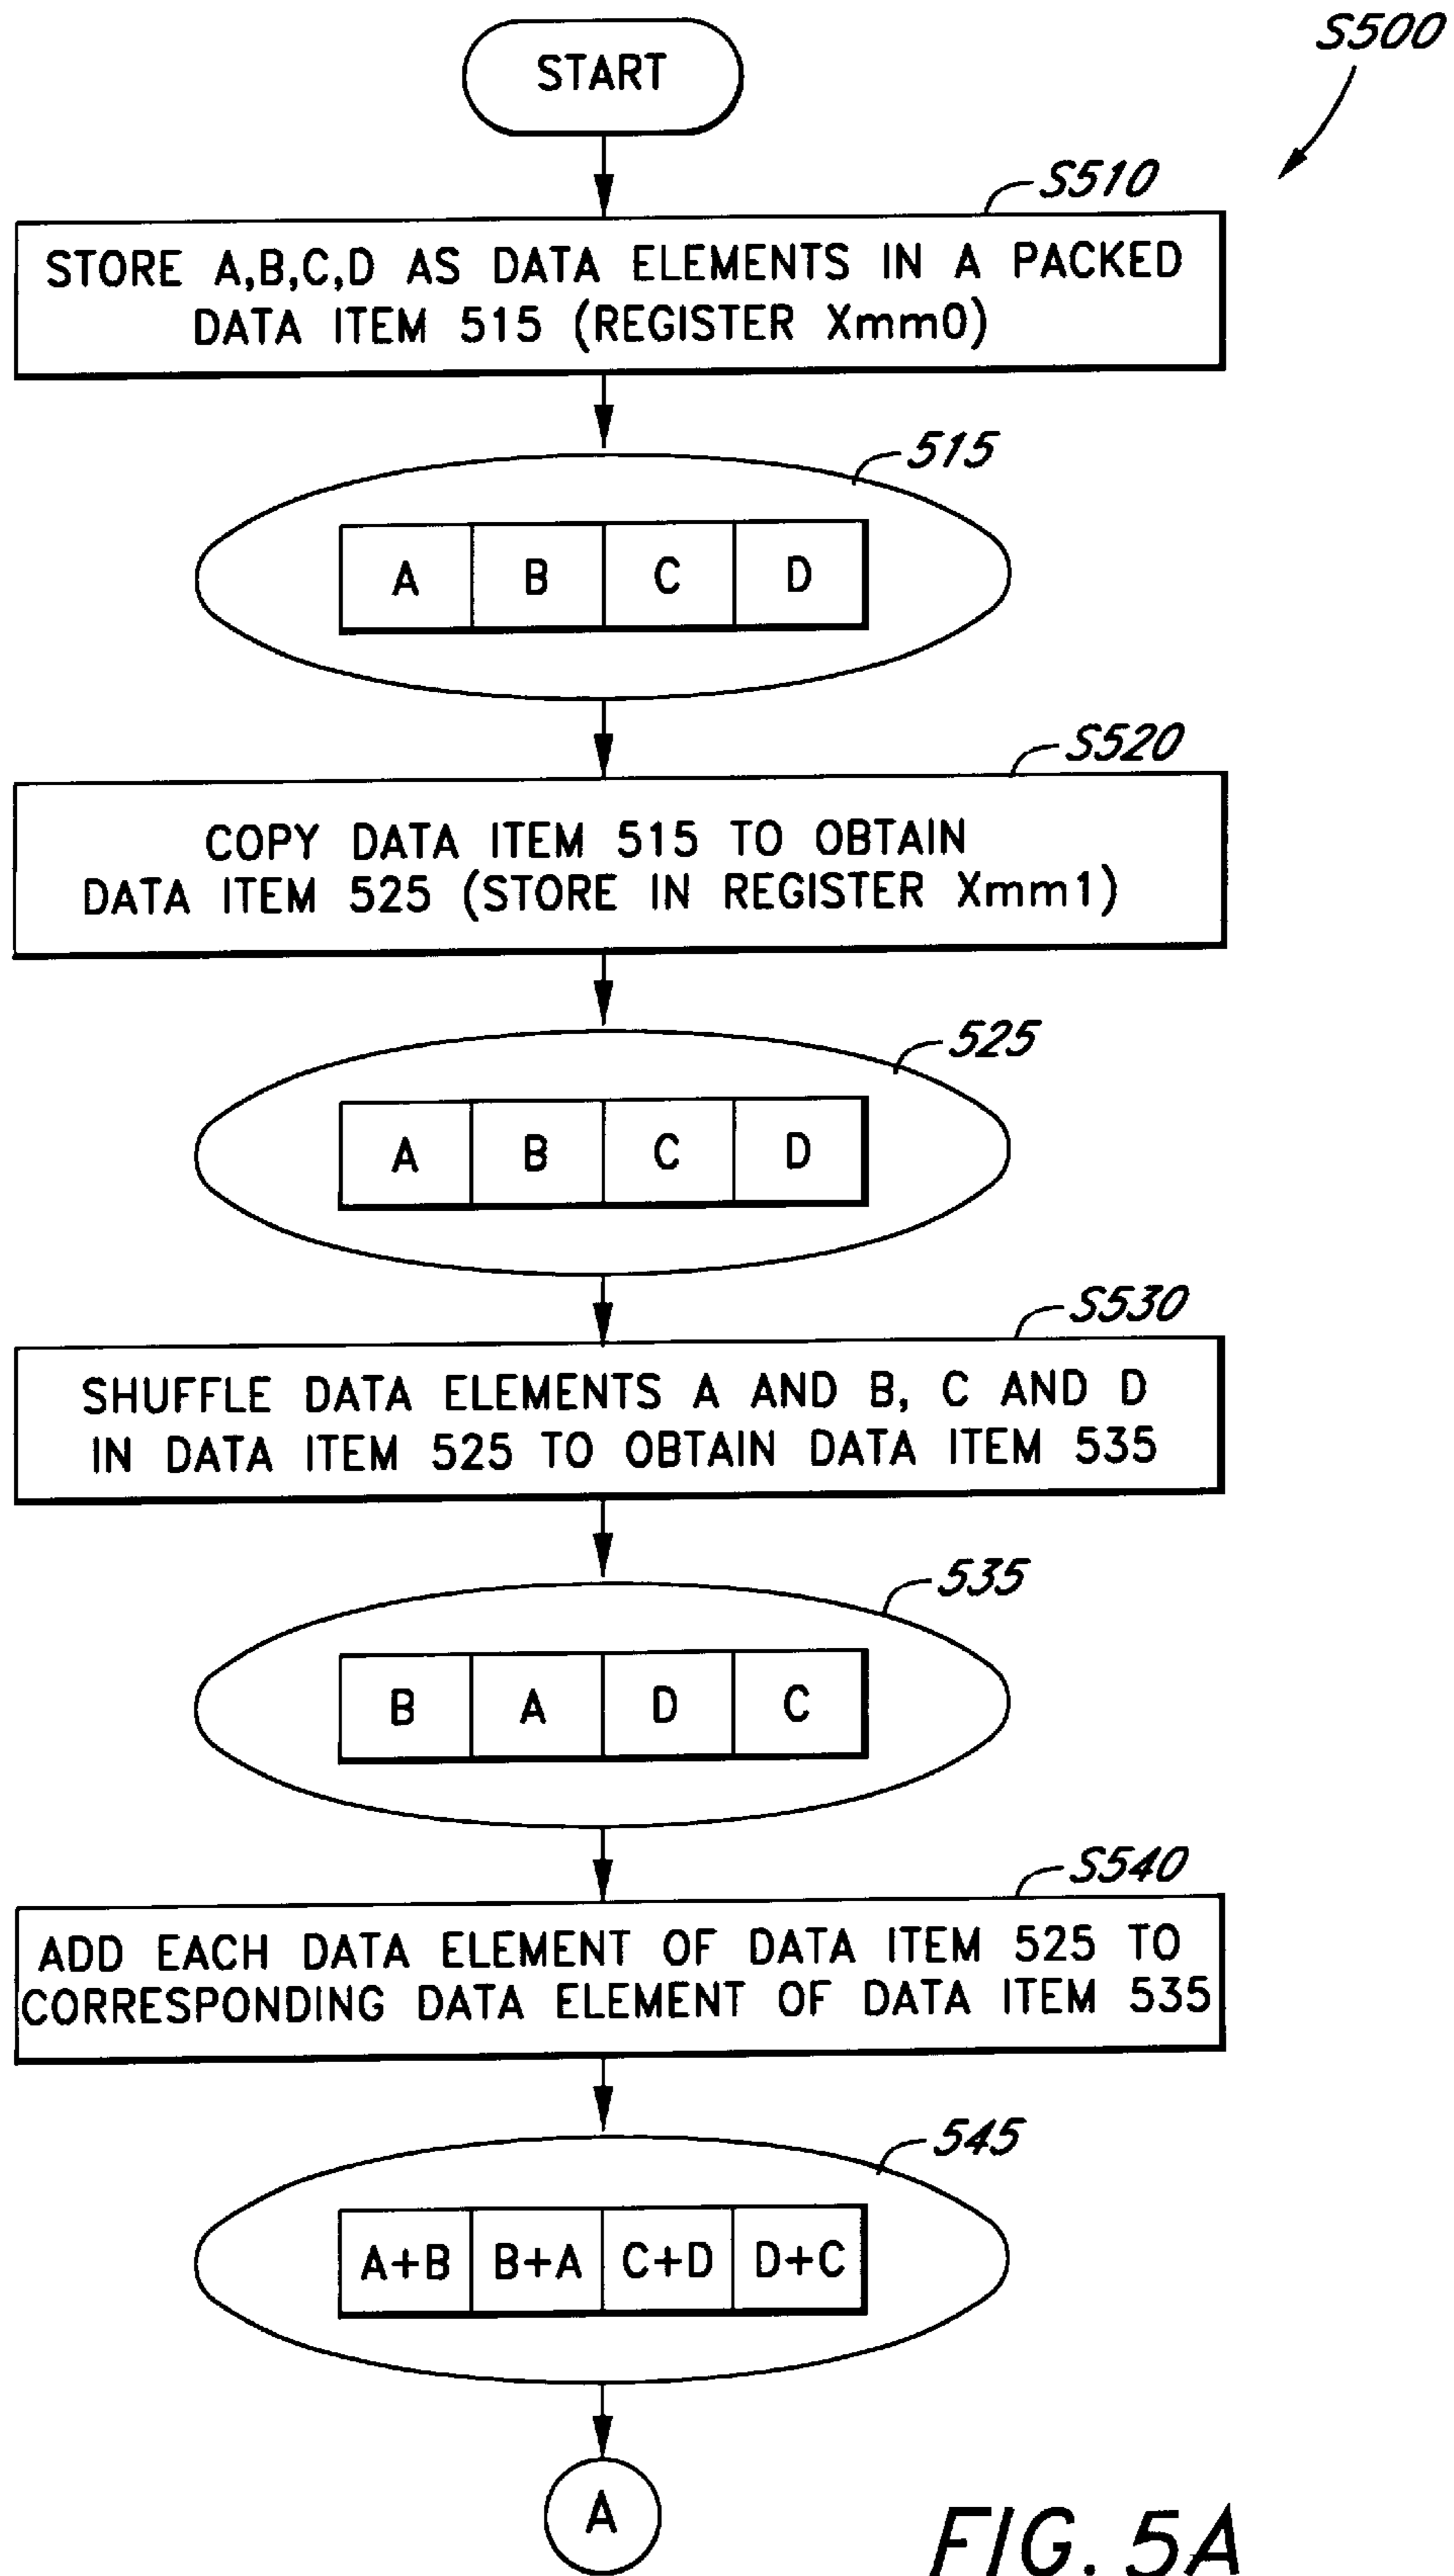 S500
START
S510
STORE A,B,C,D AS DATA ELEMENTS IN A PACKED
DATA ITEM 515 (REGISTER Xmm0)
515
A B C D
S520
COPY DATA ITEM 515 TO OBTAIN
DATA ITEM 525 (STORE IN REGISTER Xmm1)
525
A B C D
S530
SHUFFLE DATA ELEMENTS A AND B, C AND D
IN DATA ITEM 525 TO OBTAIN DATA ITEM 535
535
B A D C
S540
ADD EACH DATA ELEMENT OF DATA ITEM 525 TO
CORRESPONDING DATA ELEMENT OF DATA ITEM 535
545
A+B B+A C+D D+C
A
FIG. 5A